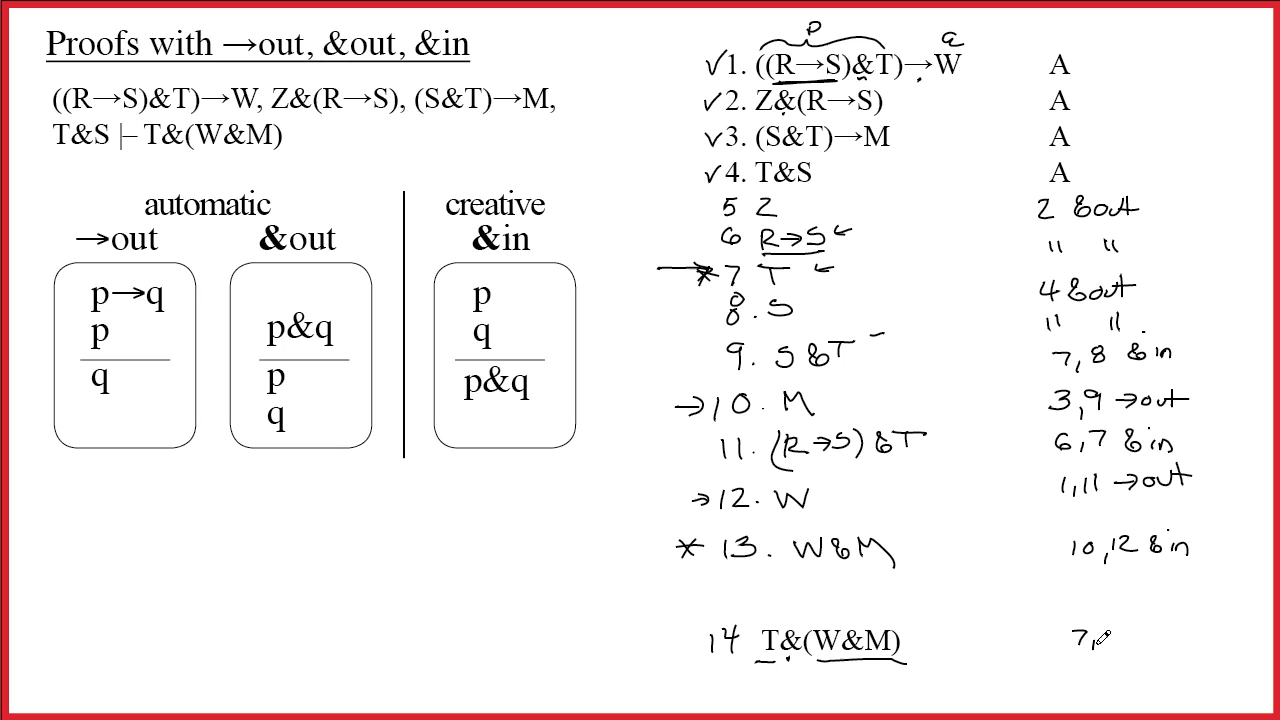 Proofs with →out, &out, &in
((R→S)&T)→W, Z&(R→S), (S&T)→M,
T&S |– T&(W&M)
automatic
creative
→out
&out
&in
p→q
p
q
p&q
p
q
p
q
p&q
p
q
✓1. ((R→S)&T)→W A
✓2. Z&(R→S) A
✓3. (S&T)→M A
✓4. T&S A
5 Z 2 &out
6 R→S ← " "
→* 7 T ← 4 &out
8. S " "
9. S&T – 7,8 &in
→10. M 3,9 →out
11. (R→S)&T 6,7 &in
→12. W 1,11 →out
* 13. W&M 10,12 &in
14 T&(W&M) 7,